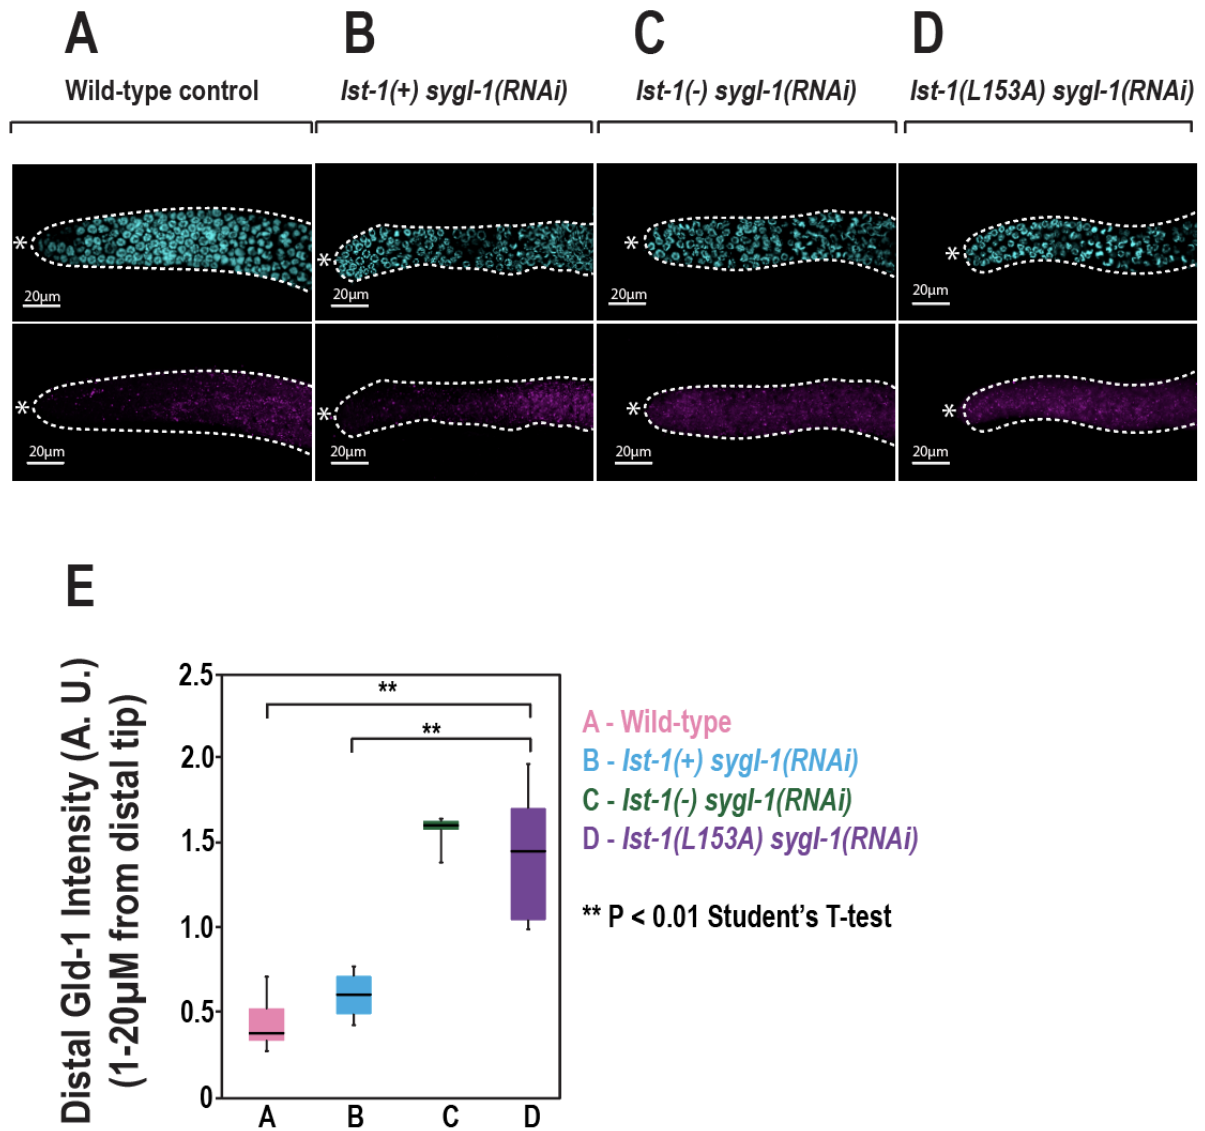 A B C D
Wild-type control lst-1(+) sygl-1(RNAi) lst-1(-) sygl-1(RNAi) lst-1(L153A) sygl-1(RNAi)
* * * *
20µm 20µm 20µm 20µm
* * * *
20µm 20µm 20µm 20µm
E
Distal Gld-1 Intensity (A. U.)
(1-20µM from distal tip)
2.5
2.0
1.5
1.0
0.5
0
**
**
A B C D
A - Wild-type
B - lst-1(+) sygl-1(RNAi)
C - lst-1(-) sygl-1(RNAi)
D - lst-1(L153A) sygl-1(RNAi)
** P < 0.01 Student’s T-test